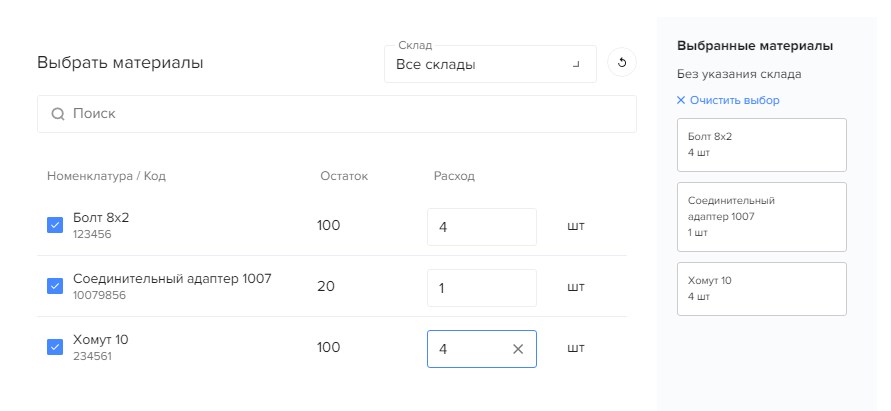 Выбрать материалы
Склад
Все склады
Поиск
Номенклатура / Код Остаток Расход
Болт 8x2
123456
100 4 шт
Соединительный адаптер 1007
10079856
20 1 шт
Хомут 10
234561
100 4 шт
Выбранные материалы
Без указания склада
Очистить выбор
Болт 8x2
4 шт
Соединительный
адаптер 1007
1 шт
Хомут 10
4 шт